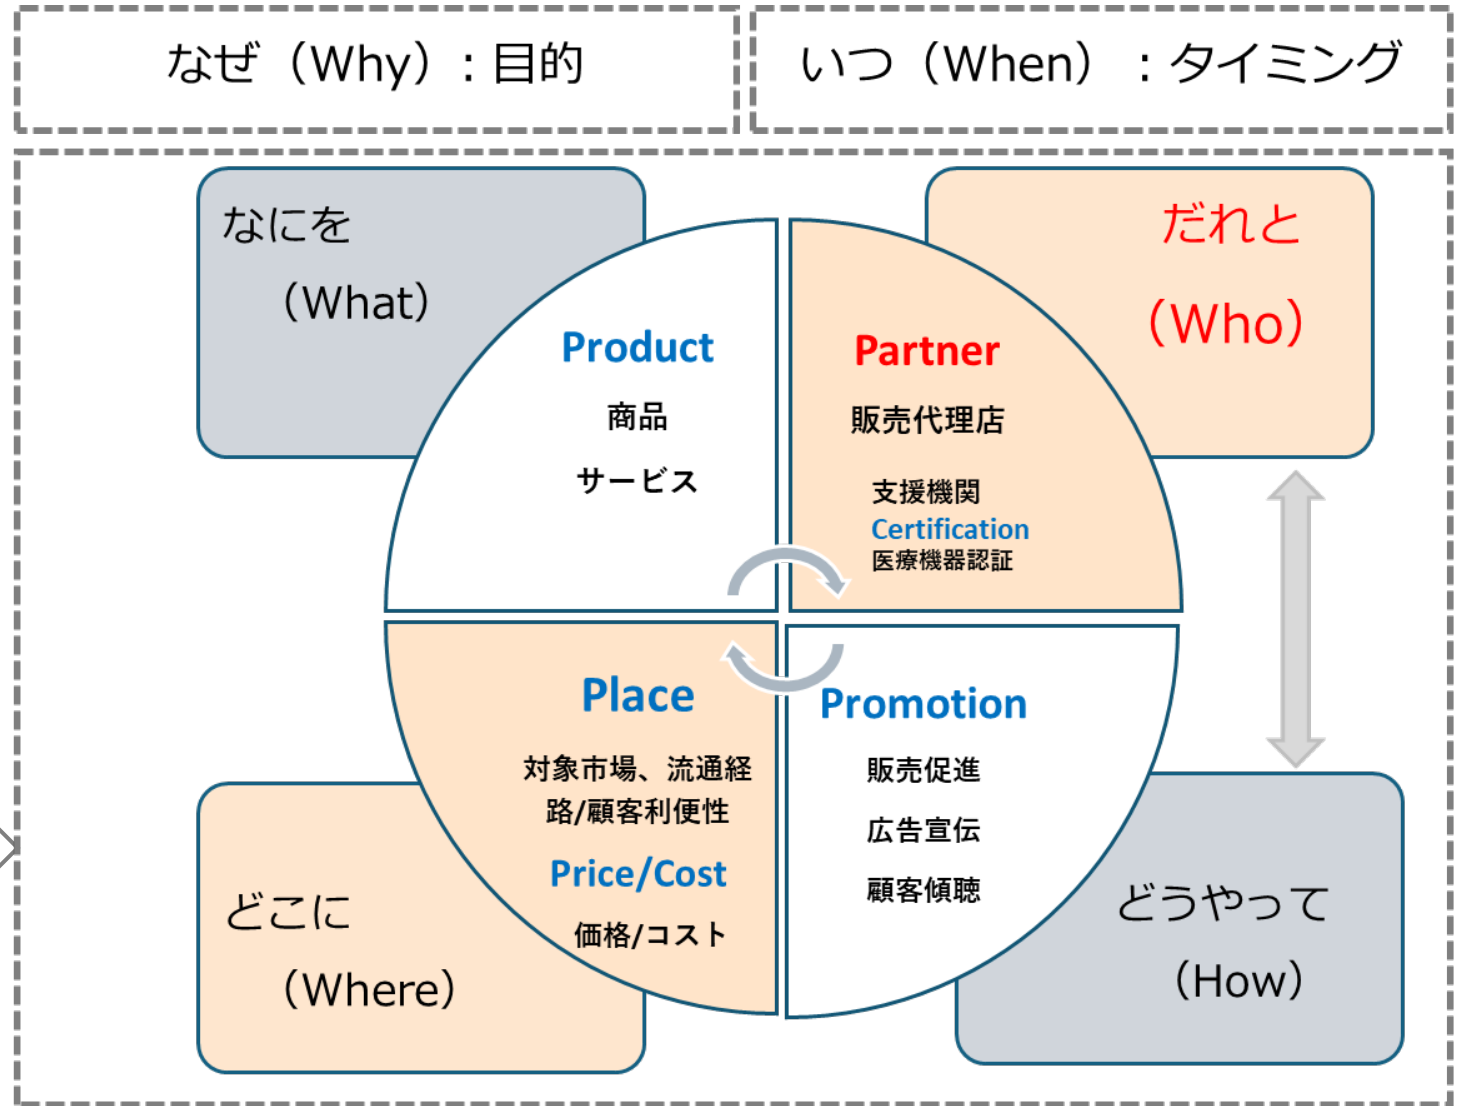 なぜ（Why）: 目的
いつ（When）：タイミング
なにを
（What）
だれと
（Who）
Product
商品
サービス
Partner
販売代理店
支援機関
Certification
医療機器認証
Place
対象市場、流通経
路/顧客利便性
Price/Cost
価格/コスト
Promotion
販売促進
広告宣伝
顧客傾聴
どこに
（Where）
どうやって
（How）